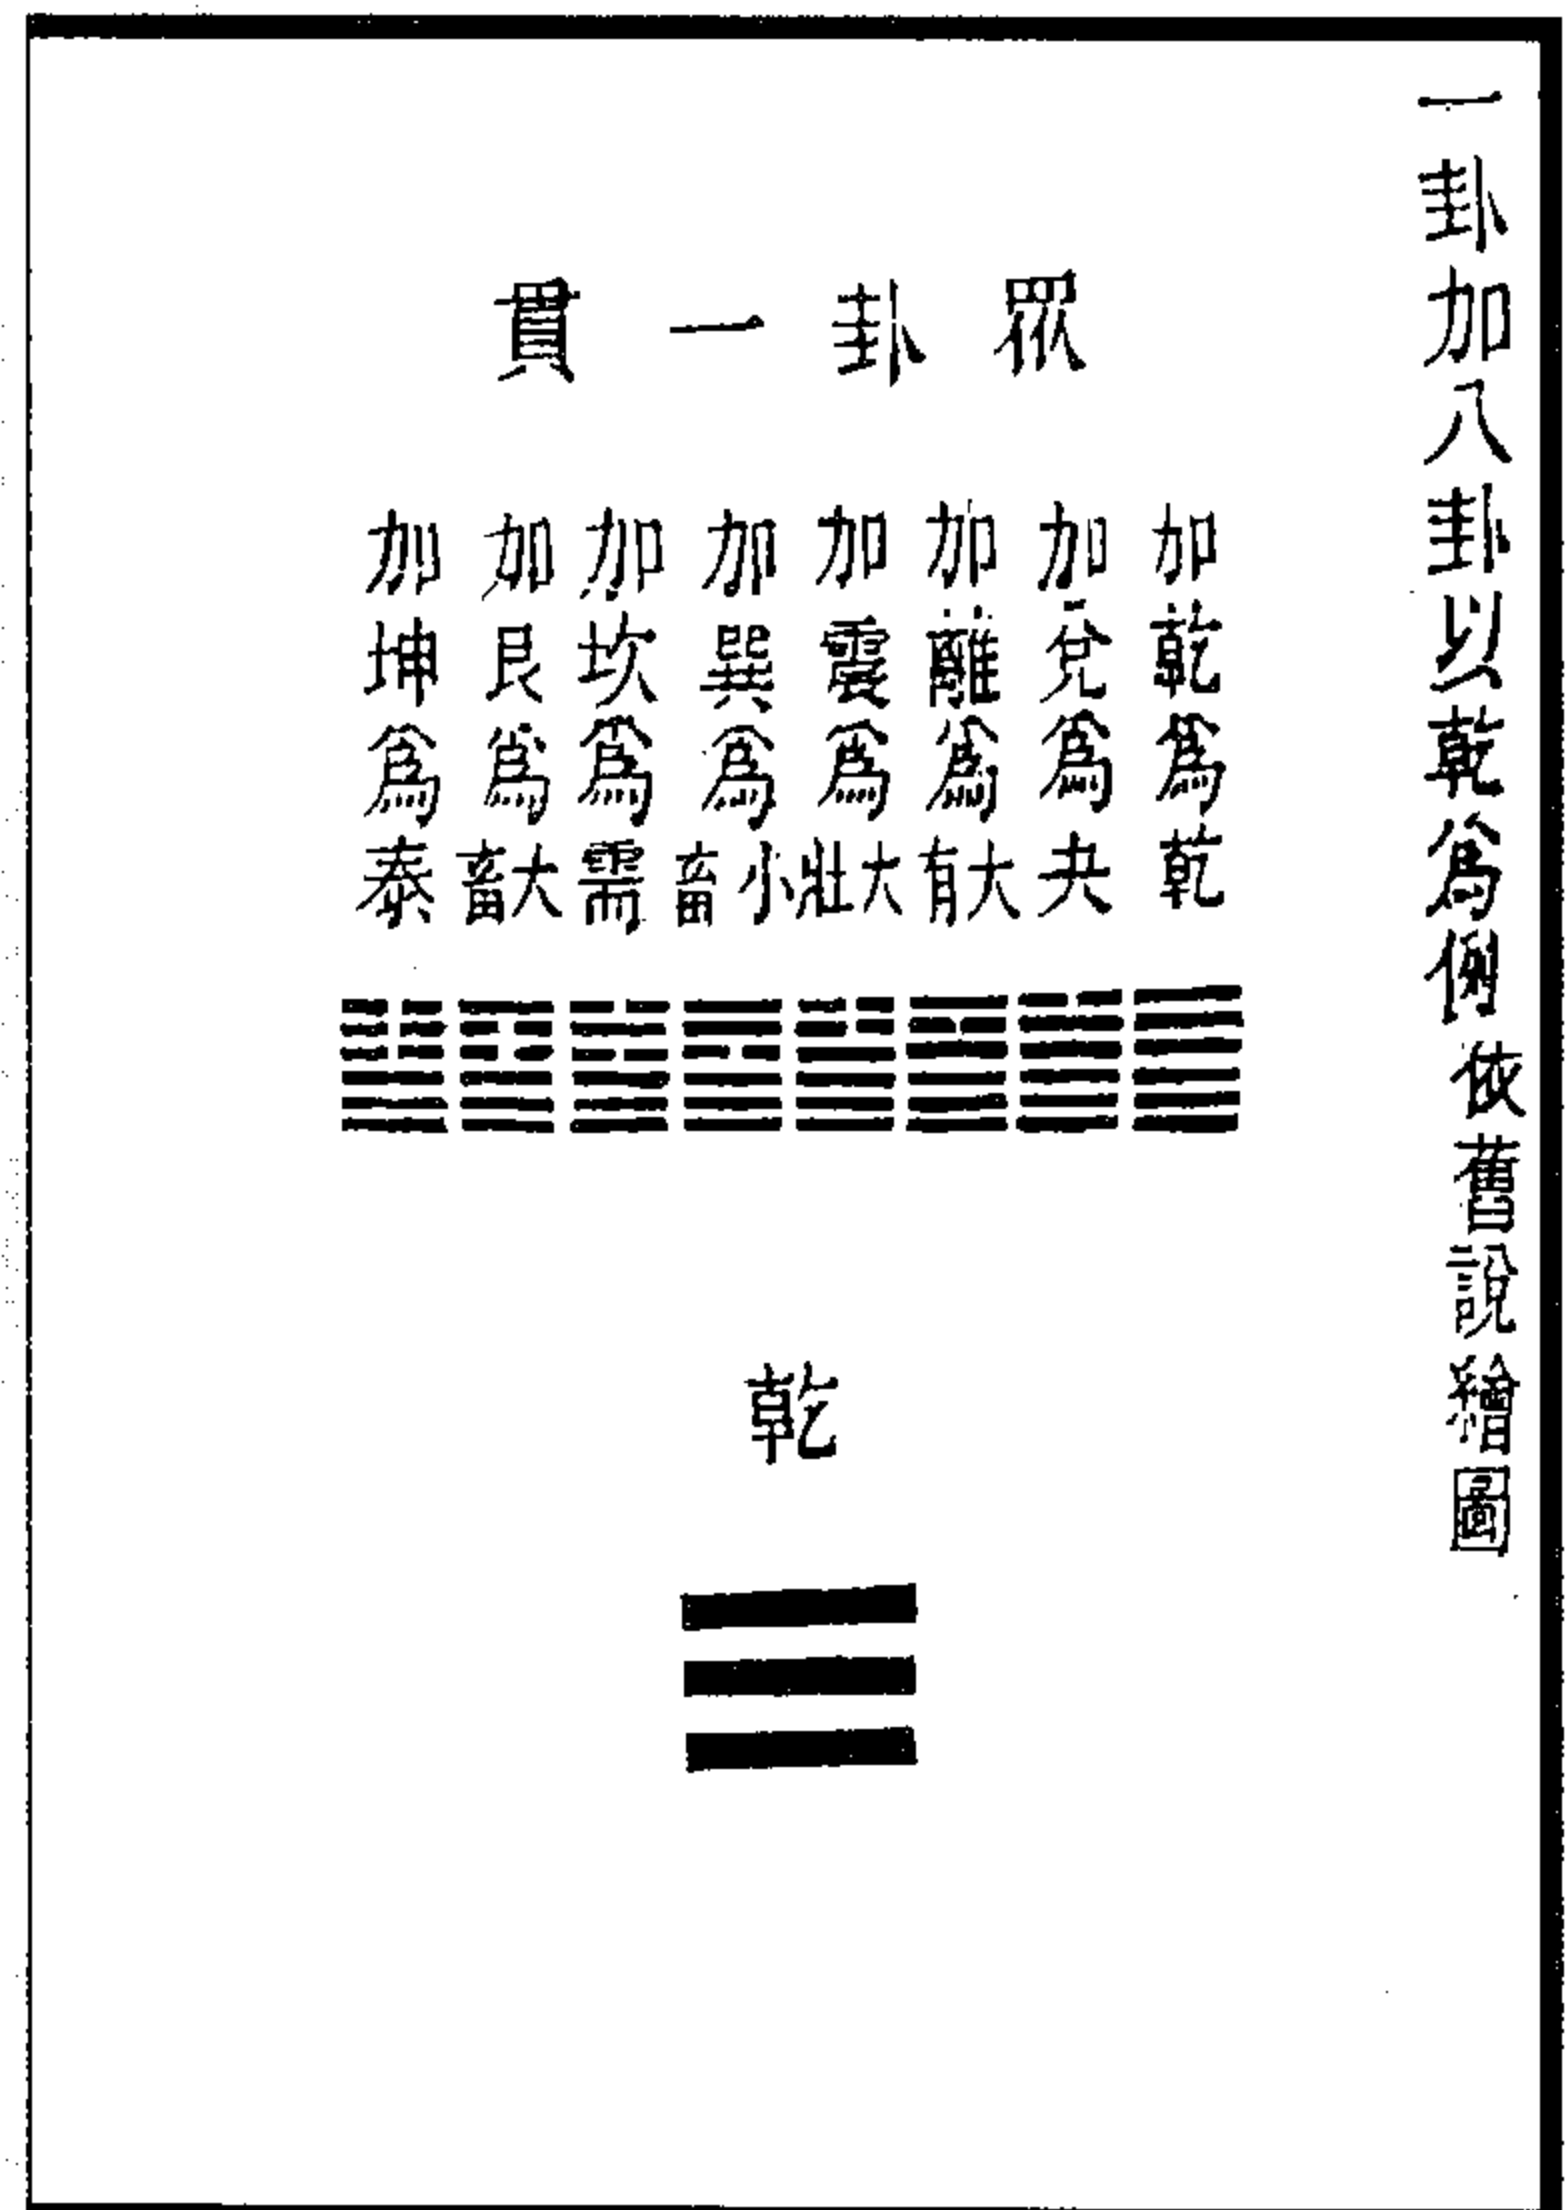 一卦加八卦以乾爲例依舊說繪圖
眾卦一貫
加乾爲乾
加兌爲夬
加離爲大有
加震爲大壯
加巽爲小畜
加坎爲需
加艮爲大畜
加坤爲泰
乾